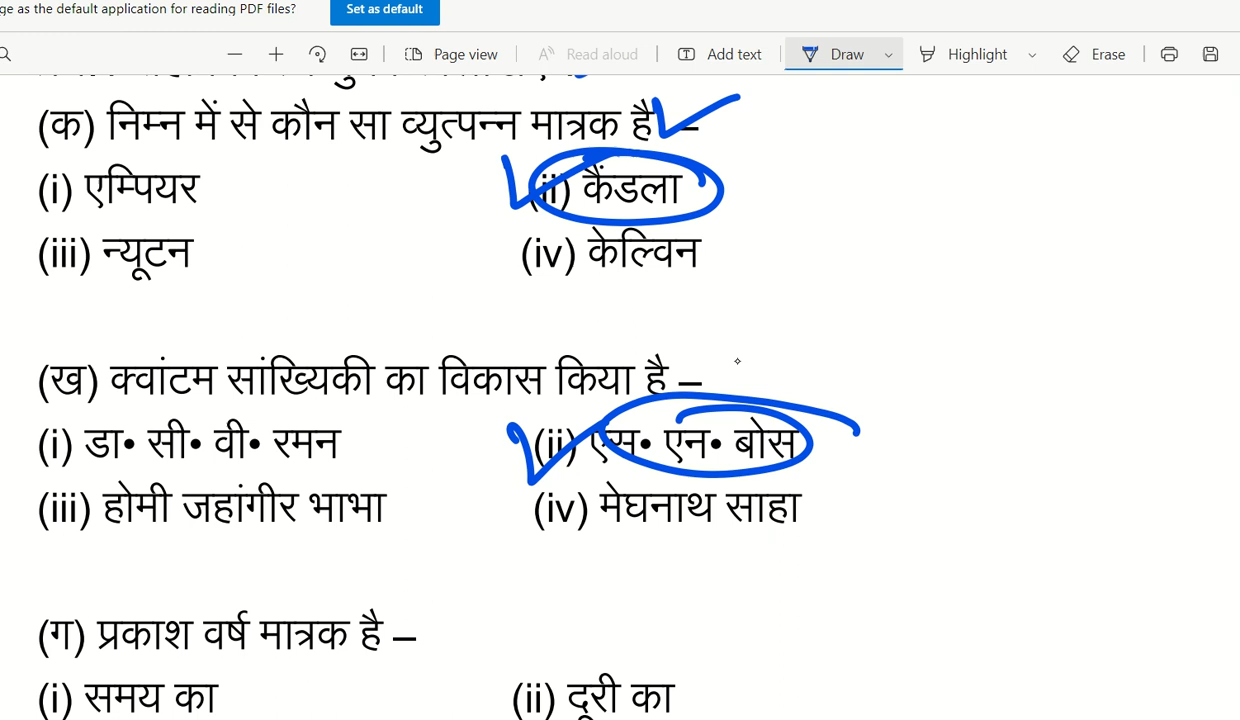 ge as the default application for reading PDF files? Set as default
Page view Read aloud Add text Draw Highlight Erase
(क) निम्न में से कौन सा व्युत्पन्न मात्रक है –
(i) एम्पियर (ii) कैंडला
(iii) न्यूटन (iv) केल्विन
(ख) क्वांटम सांख्यिकी का विकास किया है –
(i) डा• सी• वी• रमन (ii) एस• एन• बोस
(iii) होमी जहांगीर भाभा (iv) मेघनाथ साहा
(ग) प्रकाश वर्ष मात्रक है –
(i) समय का (ii) दूरी का